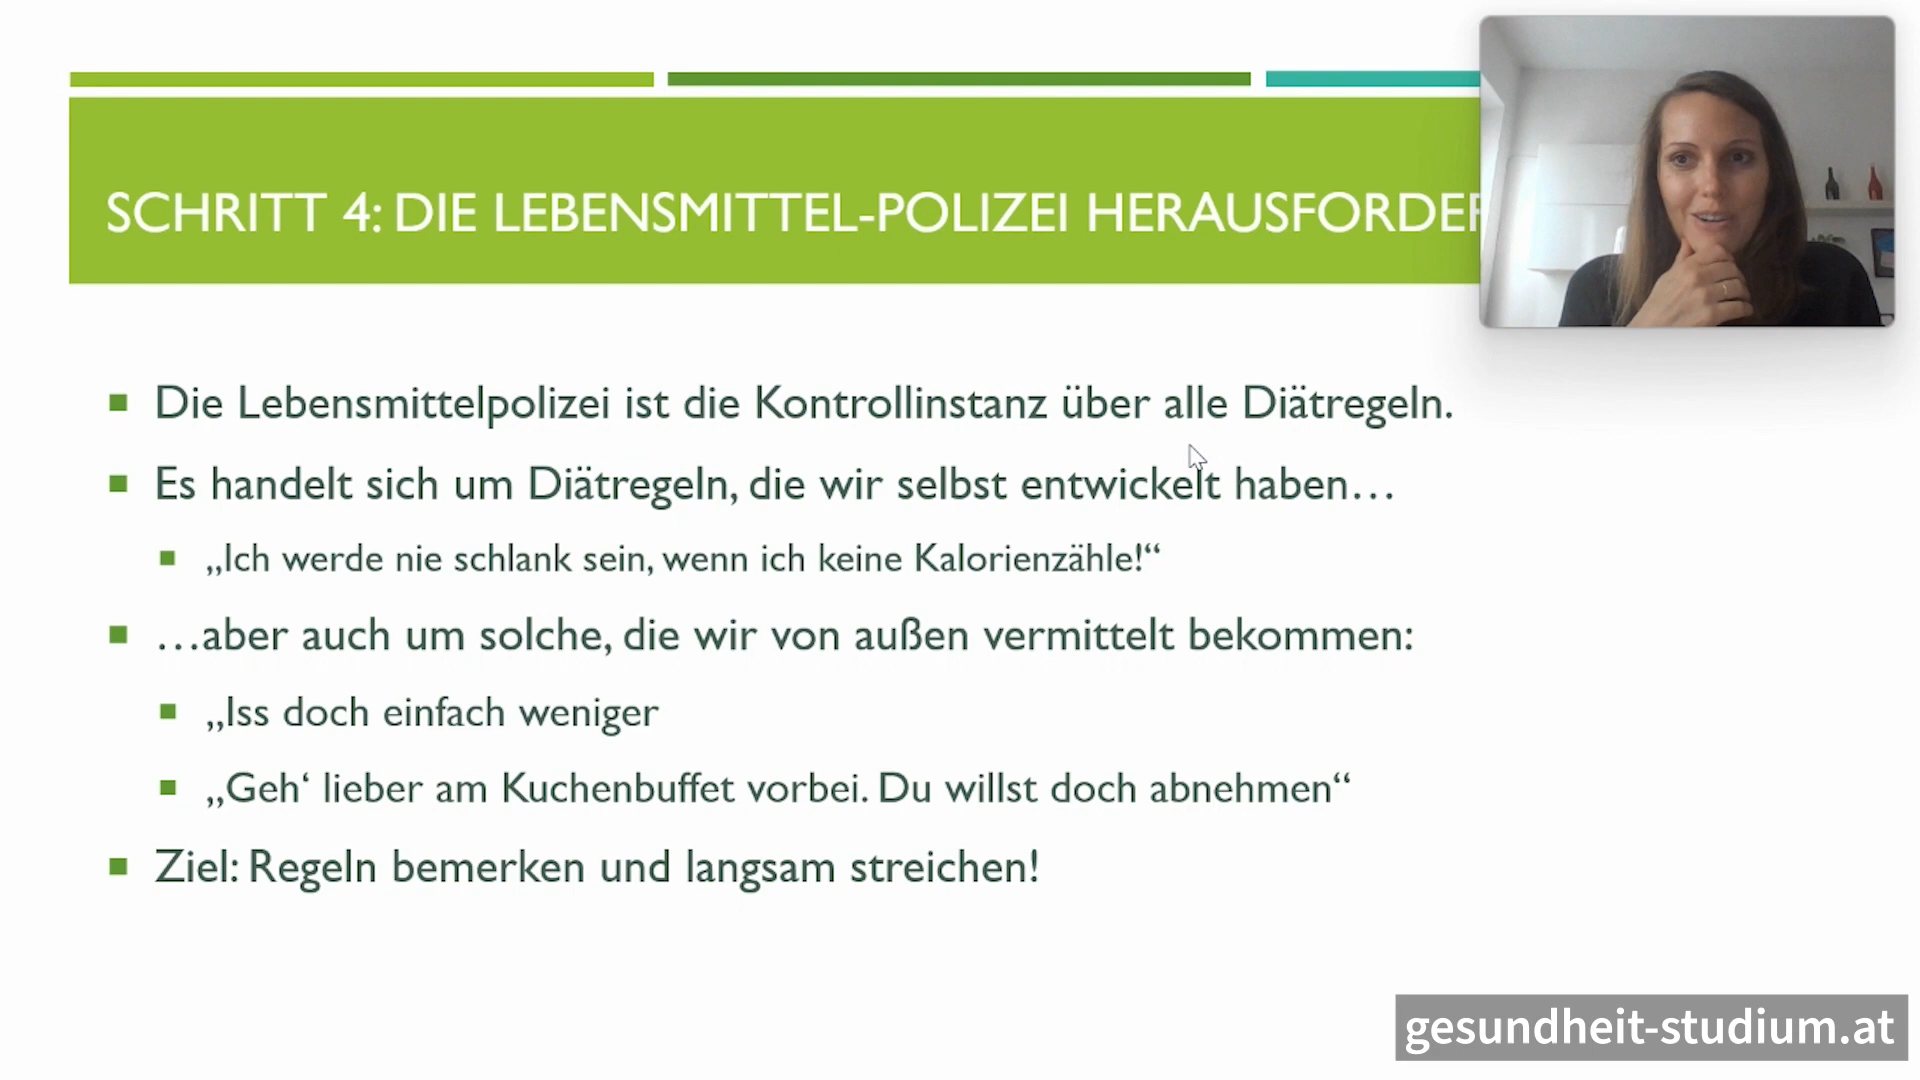 SCHRITT 4: DIE LEBENSMITTEL-POLIZEI HERAUSFORDER
Die Lebensmittelpolizei ist die Kontrollinstanz über alle Diätregeln.
Es handelt sich um Diätregeln, die wir selbst entwickelt haben…
„Ich werde nie schlank sein, wenn ich keine Kalorienzähle!“
…aber auch um solche, die wir von außen vermittelt bekommen:
„Iss doch einfach weniger
„Geh‘ lieber am Kuchenbuffet vorbei. Du willst doch abnehmen“
Ziel: Regeln bemerken und langsam streichen!
gesundheit-studium.at